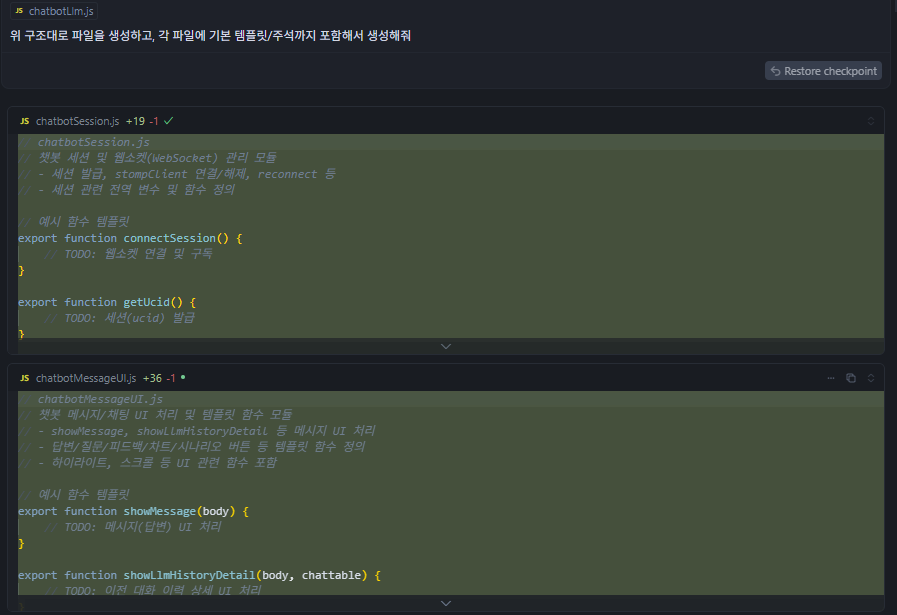 JS chatbotLlm.js
위 구조대로 파일을 생성하고, 각 파일에 기본 템플릿/주석까지 포함해서 생성해줘
Restore checkpoint
JS chatbotSession.js +19 -1
// chatbotSession.js
// 챗봇 세션 및 웹소켓(WebSocket) 관리 모듈
// - 세션 발급, stompClient 연결/해제, reconnect 등
// - 세션 관련 전역 변수 및 함수 정의
// 예시 함수 템플릿
export function connectSession() {
// TODO: 웹소켓 연결 및 구독
}
export function getUcid() {
// TODO: 세션(ucid) 발급
}
JS chatbotMessageUI.js +36 -1
// chatbotMessageUI.js
// 챗봇 메시지/채팅 UI 처리 및 템플릿 함수 모듈
// - showMessage, showLlmHistoryDetail 등 메시지 UI 처리
// - 답변/질문/피드백/차트/시나리오 버튼 등 템플릿 함수 정의
// - 하이라이트, 스크롤 등 UI 관련 함수 포함
// 예시 함수 템플릿
export function showMessage(body) {
// TODO: 메시지(답변) UI 처리
}
export function showLlmHistoryDetail(body, chattable) {
// TODO: 이전 대화 이력 상세 UI 처리
}